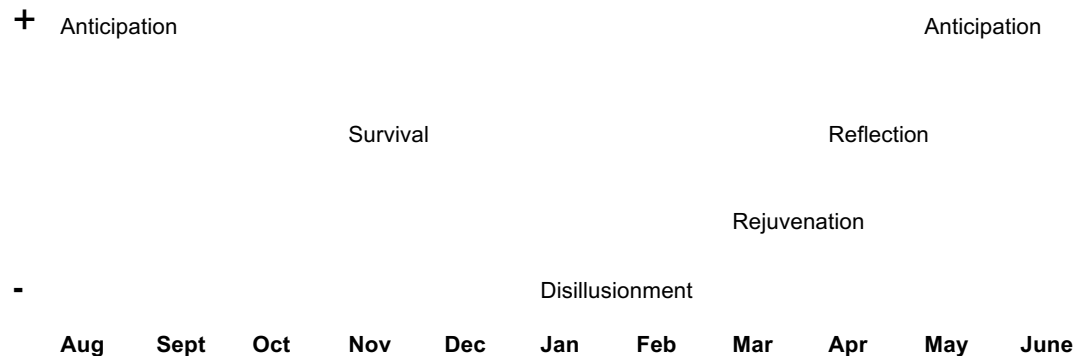 + Anticipation Anticipation
Survival Reflection
Rejuvenation
- Disillusionment
Aug Sept Oct Nov Dec Jan Feb Mar Apr May June